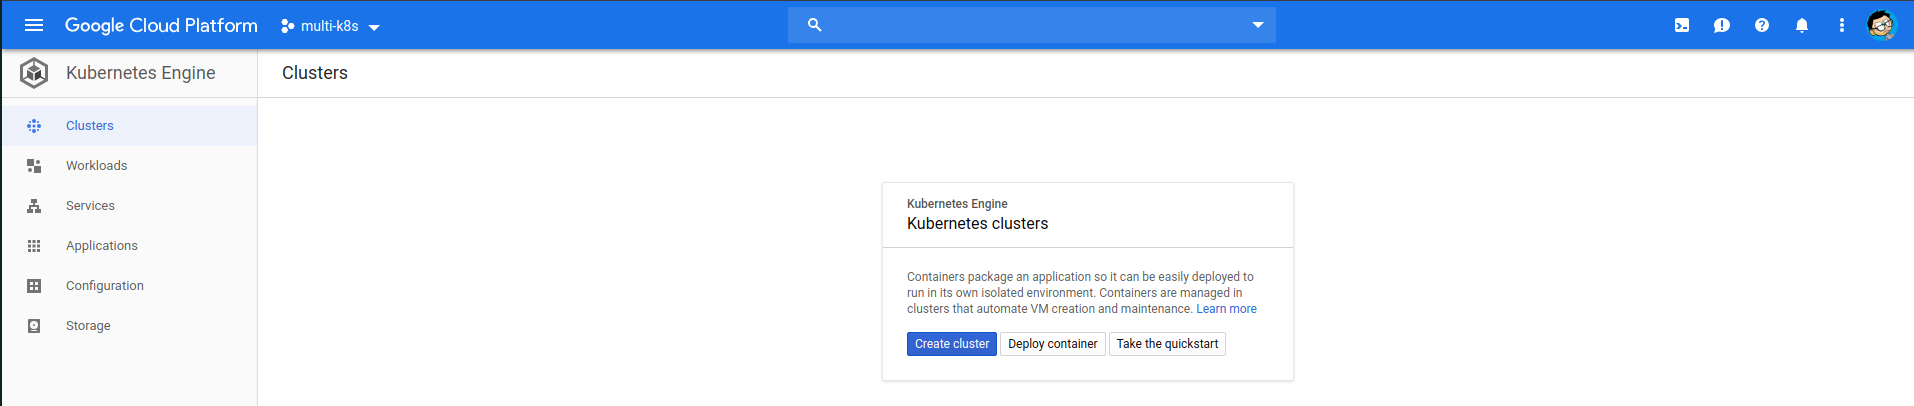 Google Cloud Platform
multi-k8s
Kubernetes Engine
Clusters
Clusters
Workloads
Services
Applications
Configuration
Storage
Kubernetes Engine
Kubernetes clusters
Containers package an application so it can be easily deployed to
run in its own isolated environment. Containers are managed in
clusters that automate VM creation and maintenance. Learn more
Create cluster
Deploy container
Take the quickstart